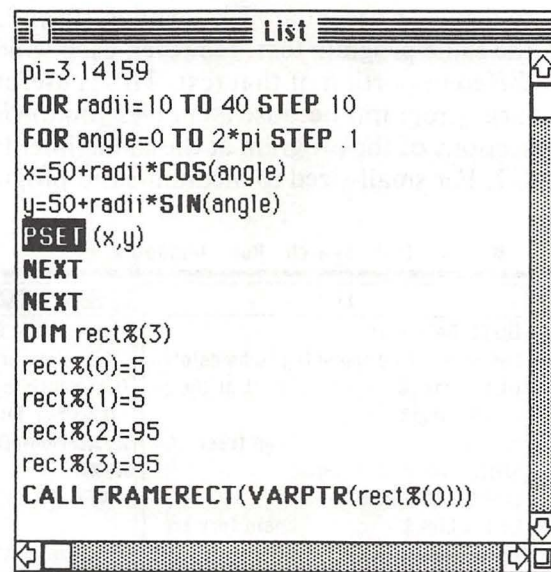 List
pi=3.14159
FOR radii=10 TO 40 STEP 10
FOR angle=0 TO 2*pi STEP .1
x=50+radii*COS(angle)
y=50+radii*SIN(angle)
PSET (x,y)
NEXT
NEXT
DIM rect%(3)
rect%(0)=5
rect%(1)=5
rect%(2)=95
rect%(3)=95
CALL FRAMERECT(VARPTR(rect%(0)))